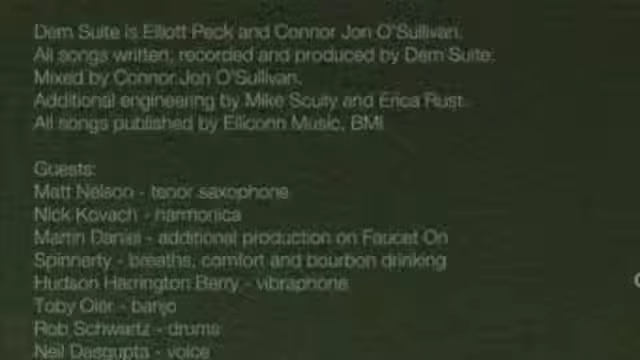 Dem Suite is Elliott Peck and Connor Jon O'Sullivan.
All songs written, recorded and produced by Dem Suite.
Mixed by Connor Jon O'Sullivan.
Additional engineering by Mike Scuity and Erica Rust.
All songs published by Elliconn Music, BMI

Guests:
Matt Nelson - tenor saxophone
Nick Kovach - harmonica
Martin Daniel - additional production on Faucet On
Spinnerty - breaths, comfort and bourbon drinking
Hudson Harrington Berry - vibraphone
Toby Oler - banjo
Rob Schwartz - drums
Neil Dasgupta - voice